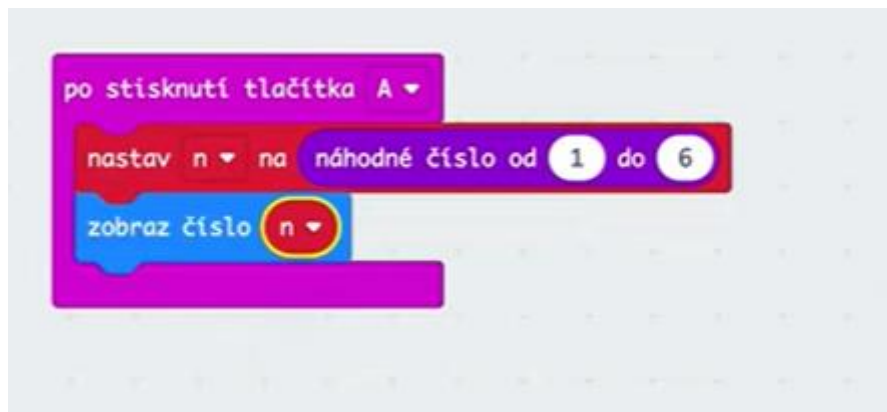 po stisknutí tlačítka A
nastav n na náhodné číslo od 1 do 6
zobraz číslo n